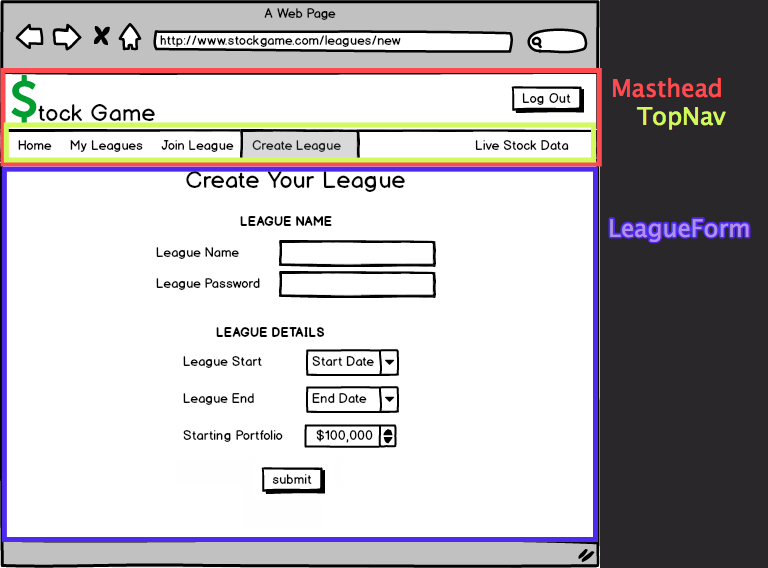 A Web Page
http://www.stockgame.com/leagues/new
$tock Game
Log Out
Masthead
TopNav
Home My Leagues Join League Create League Live Stock Data
Create Your League
LEAGUE NAME
LeagueForm
League Name
League Password
LEAGUE DETAILS
League Start Start Date
League End End Date
Starting Portfolio $100,000
submit